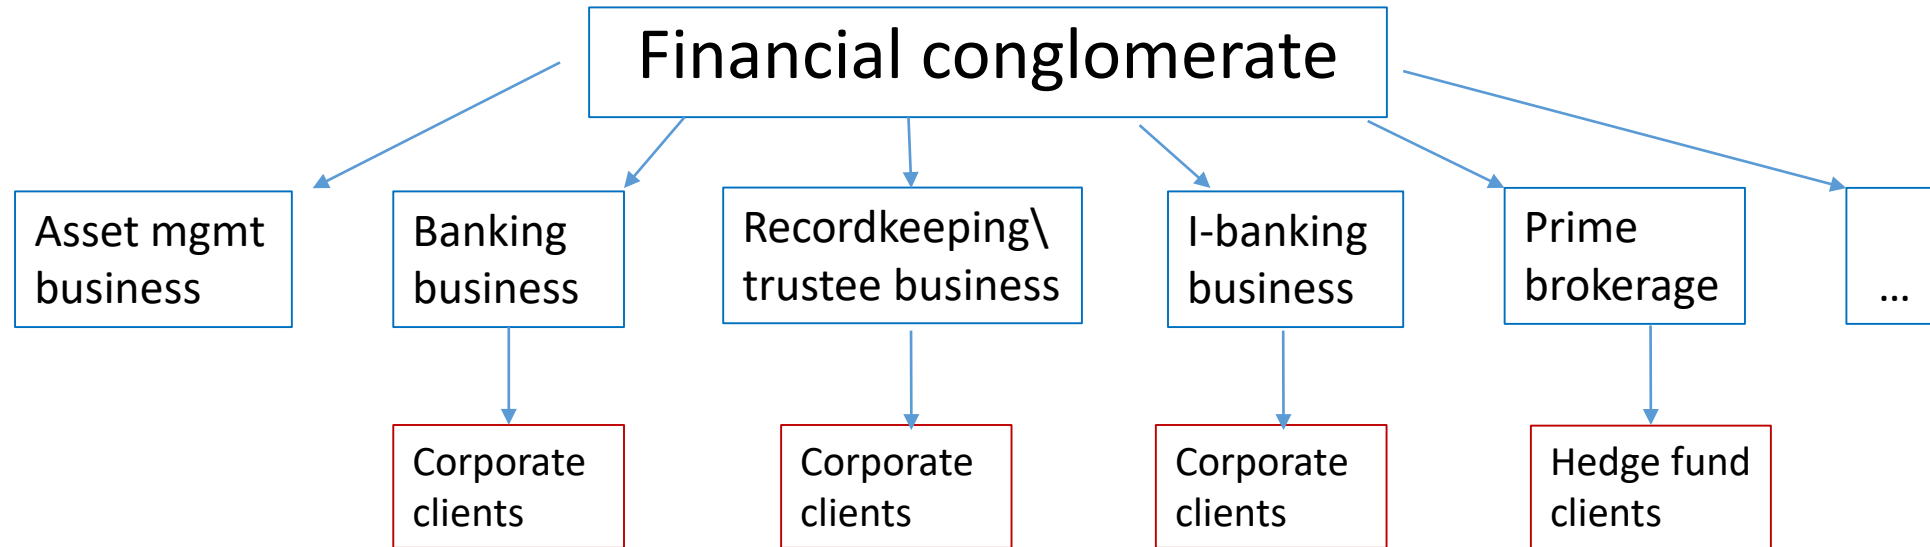 Financial conglomerate
Asset mgmt
business
Banking
business
Recordkeeping\
trustee business
I-banking
business
Prime
brokerage
...
Corporate
clients
Corporate
clients
Corporate
clients
Hedge fund
clients